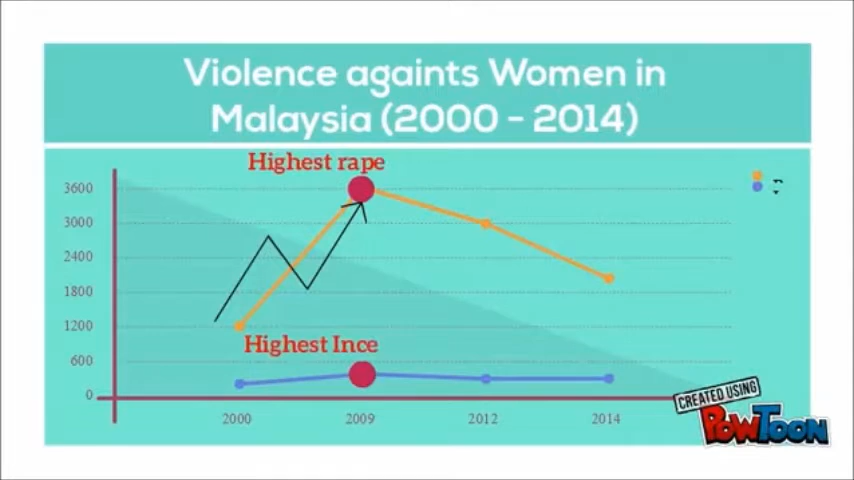 Violence againts Women in
Malaysia (2000 - 2014)
Highest rape
3600
3000
2400
1800
1200
Highest Ince
600
0
2000 2009 2012 2014
CREATED USING
POWTOON